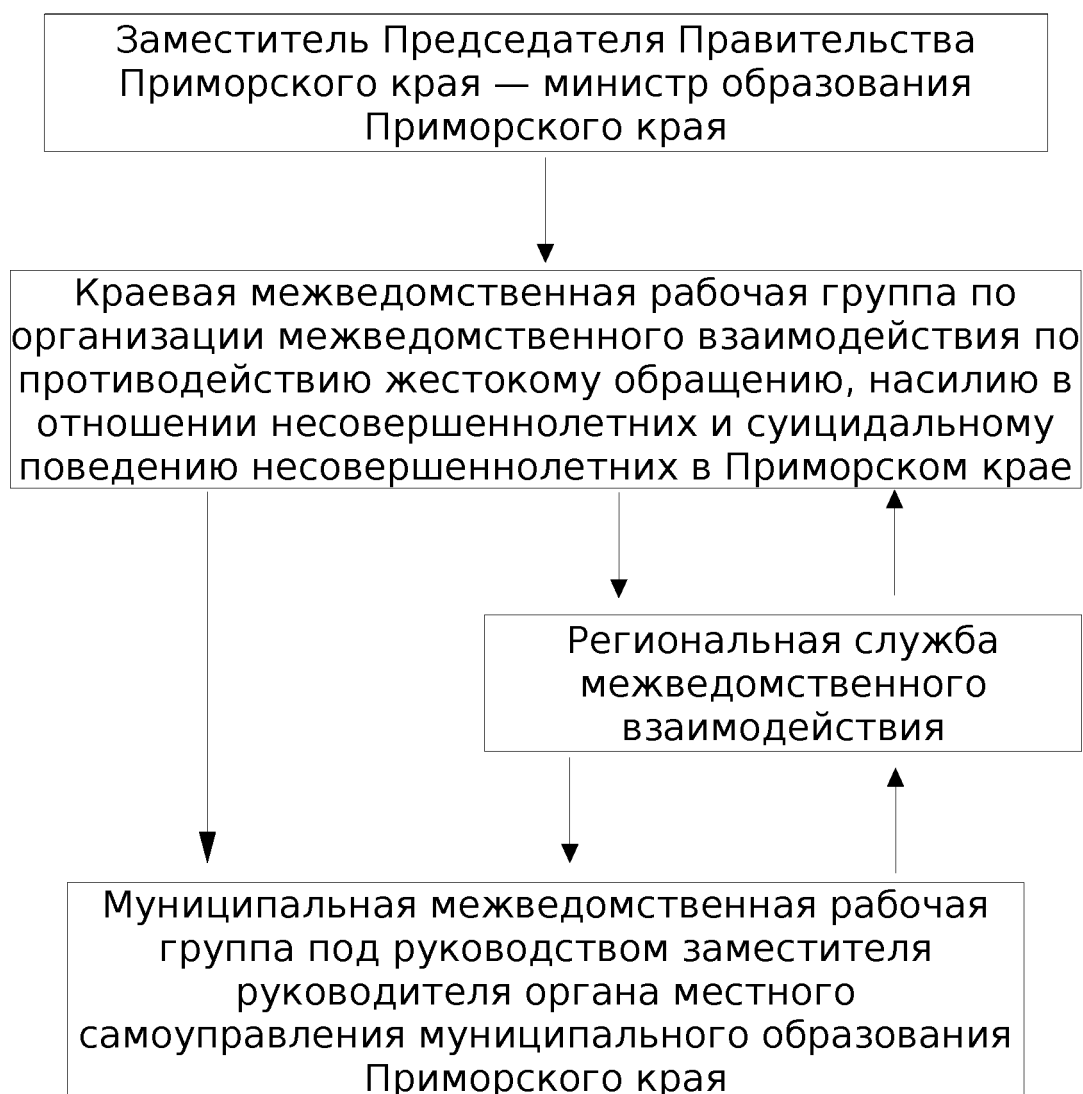 Заместитель Председателя Правительства
Приморского края — министр образования
Приморского края
Краевая межведомственная рабочая группа по
организации межведомственного взаимодействия по
противодействию жестокому обращению, насилию в
отношении несовершеннолетних и суицидальному
поведению несовершеннолетних в Приморском крае
Региональная служба
межведомственного
взаимодействия
Муниципальная межведомственная рабочая
группа под руководством заместителя
руководителя органа местного
самоуправления муниципального образования
Приморского края